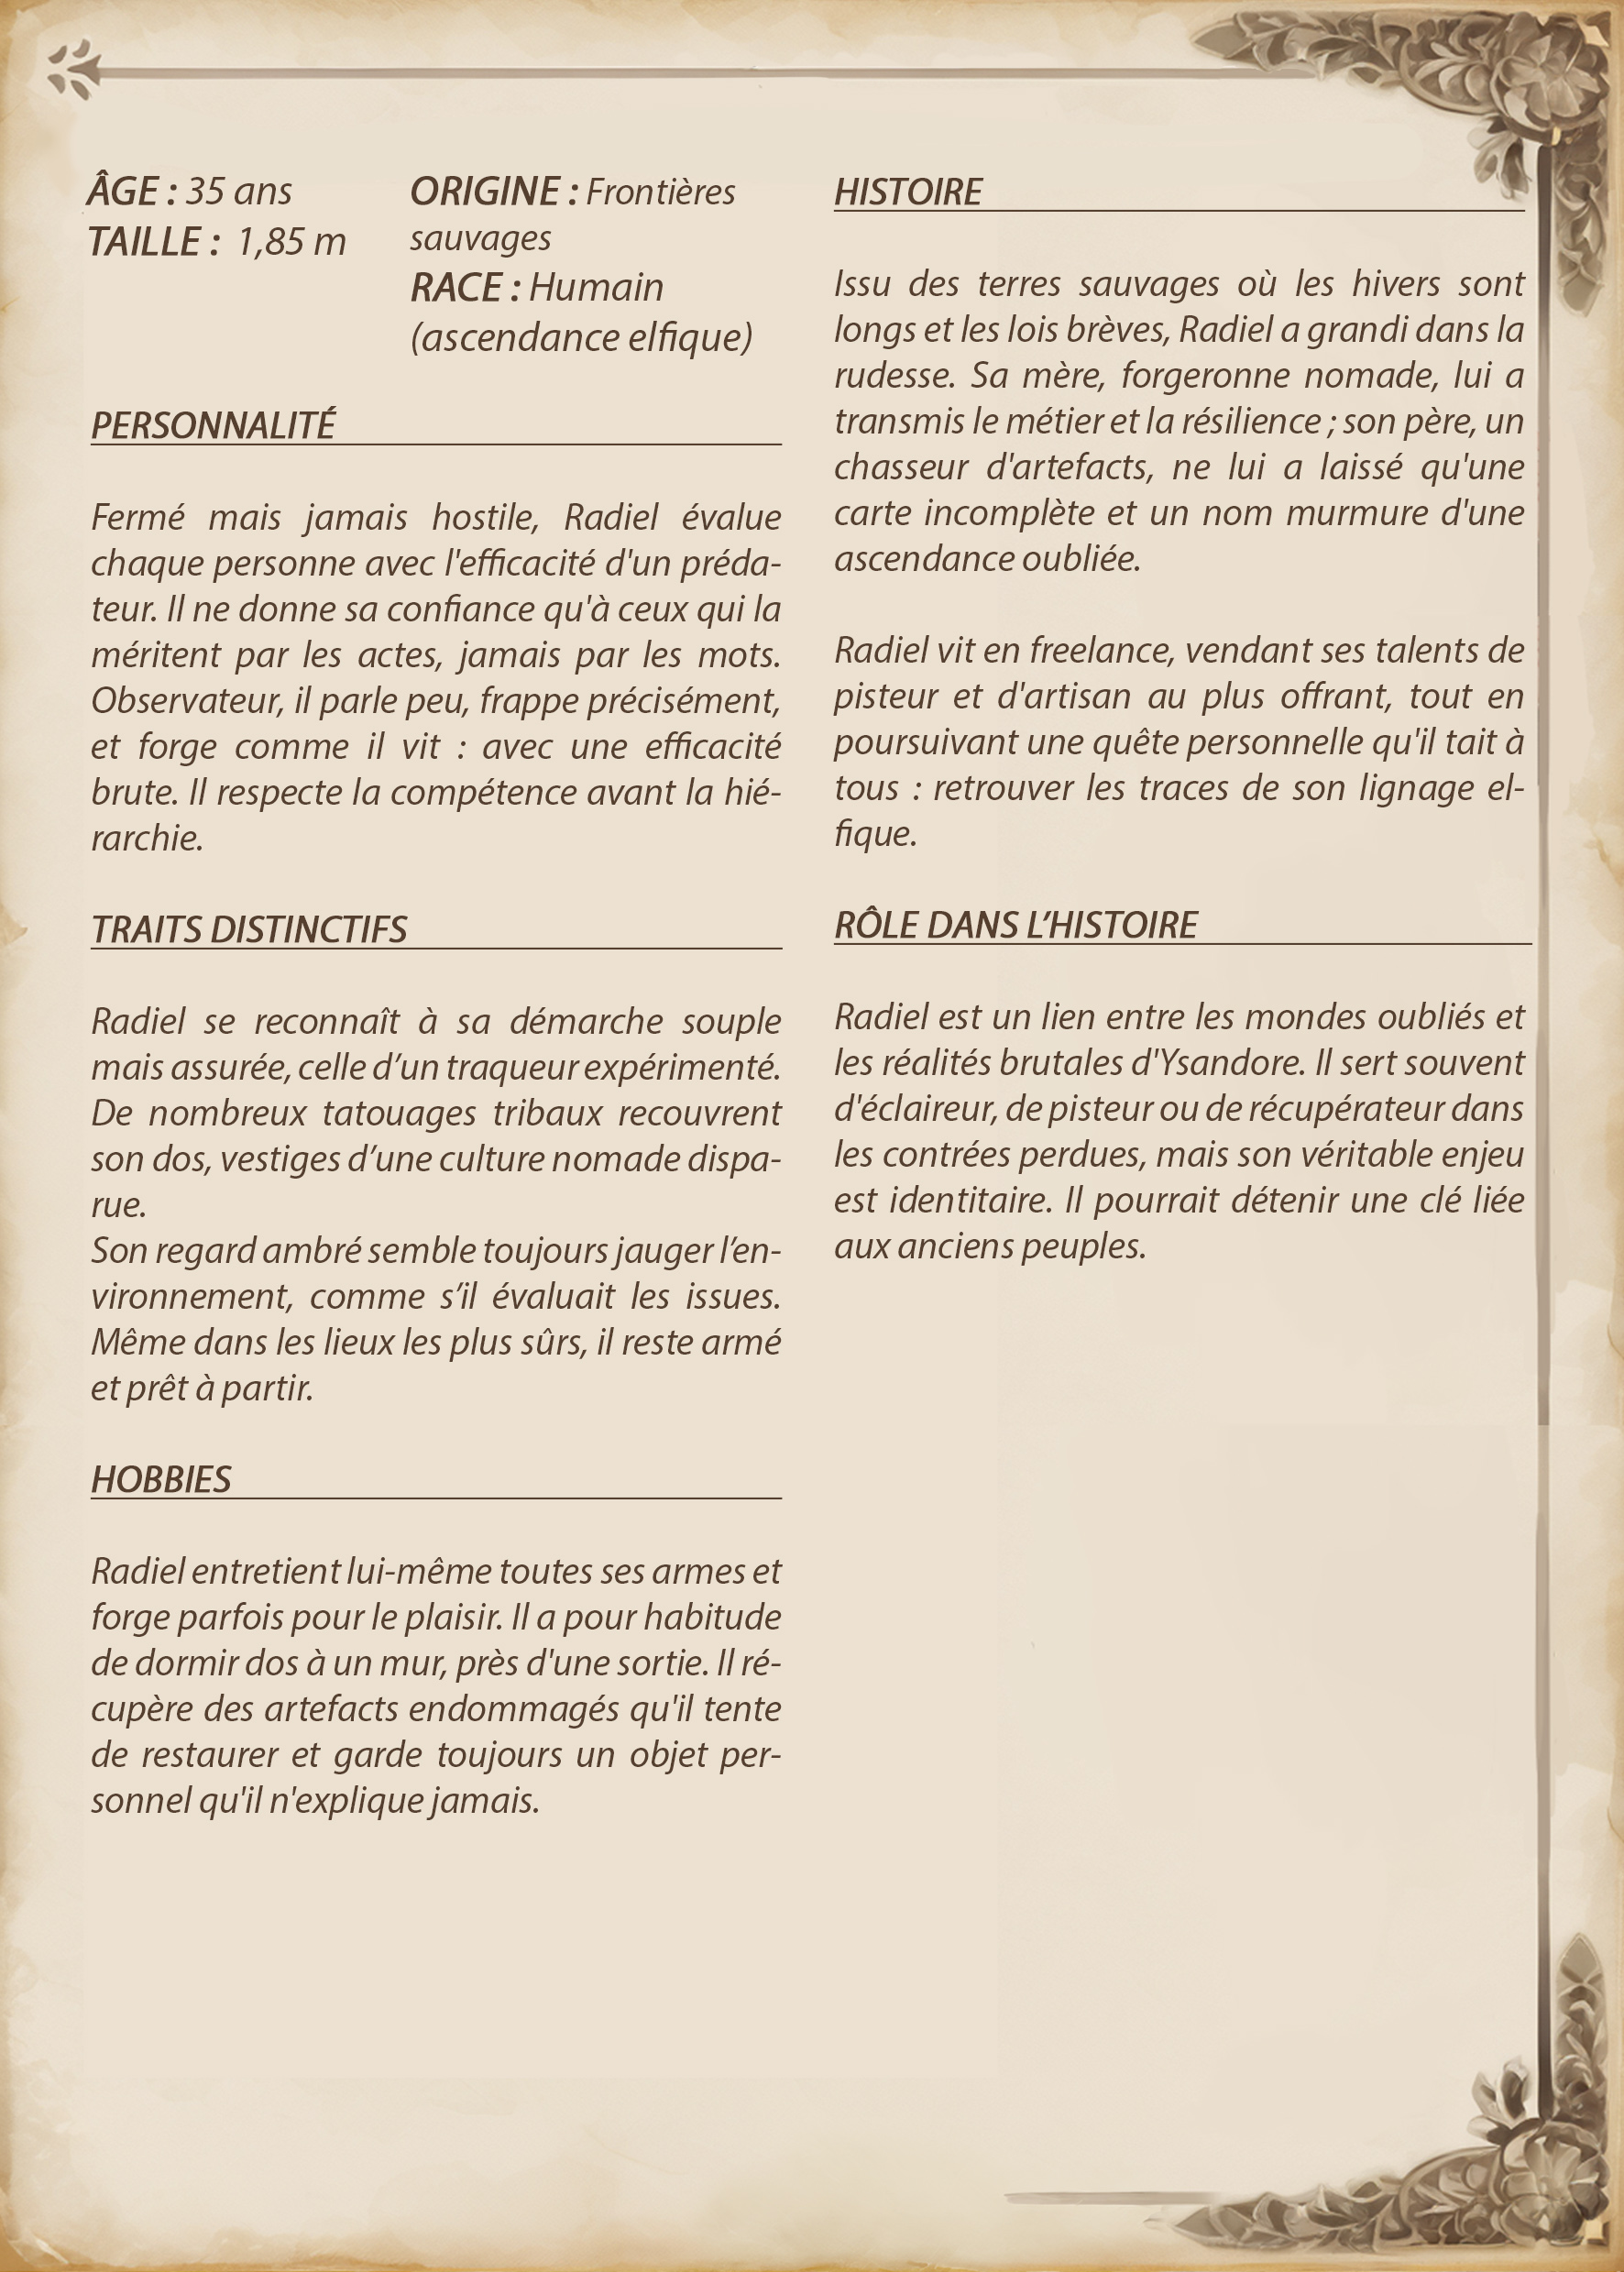 ÂGE : 35 ans
TAILLE : 1,85 m
ORIGINE : Frontières
sauvages
RACE : Humain
(ascendance elfique)
PERSONNALITÉ
Fermé mais jamais hostile, Radiel évalue
chaque personne avec l'efficacité d'un préda-
teur. Il ne donne sa confiance qu'à ceux qui la
méritent par les actes, jamais par les mots.
Observateur, il parle peu, frappe précisément,
et forge comme il vit : avec une efficacité
brute. Il respecte la compétence avant la hié-
rarchie.
TRAITS DISTINCTIFS
Radiel se reconnaît à sa démarche souple
mais assurée, celle d’un traqueur expérimenté.
De nombreux tatouages tribaux recouvrent
son dos, vestiges d’une culture nomade dispa-
rue.
Son regard ambré semble toujours jauger l’en-
vironnement, comme s’il évaluait les issues.
Même dans les lieux les plus sûrs, il reste armé
et prêt à partir.
HOBBIES
Radiel entretient lui-même toutes ses armes et
forge parfois pour le plaisir. Il a pour habitude
de dormir dos à un mur, près d'une sortie. Il ré-
cupère des artefacts endommagés qu'il tente
de restaurer et garde toujours un objet per-
sonnel qu'il n'explique jamais.
HISTOIRE
Issu des terres sauvages où les hivers sont
longs et les lois brèves, Radiel a grandi dans la
rudesse. Sa mère, forgeronne nomade, lui a
transmis le métier et la résilience ; son père, un
chasseur d'artefacts, ne lui a laissé qu'une
carte incomplète et un nom murmure d'une
ascendance oubliée.
Radiel vit en freelance, vendant ses talents de
pisteur et d'artisan au plus offrant, tout en
poursuivant une quête personnelle qu'il tait à
tous : retrouver les traces de son lignage el-
fique.
RÔLE DANS L’HISTOIRE
Radiel est un lien entre les mondes oubliés et
les réalités brutales d'Ysandore. Il sert souvent
d'éclaireur, de pisteur ou de récupérateur dans
les contrées perdues, mais son véritable enjeu
est identitaire. Il pourrait détenir une clé liée
aux anciens peuples.